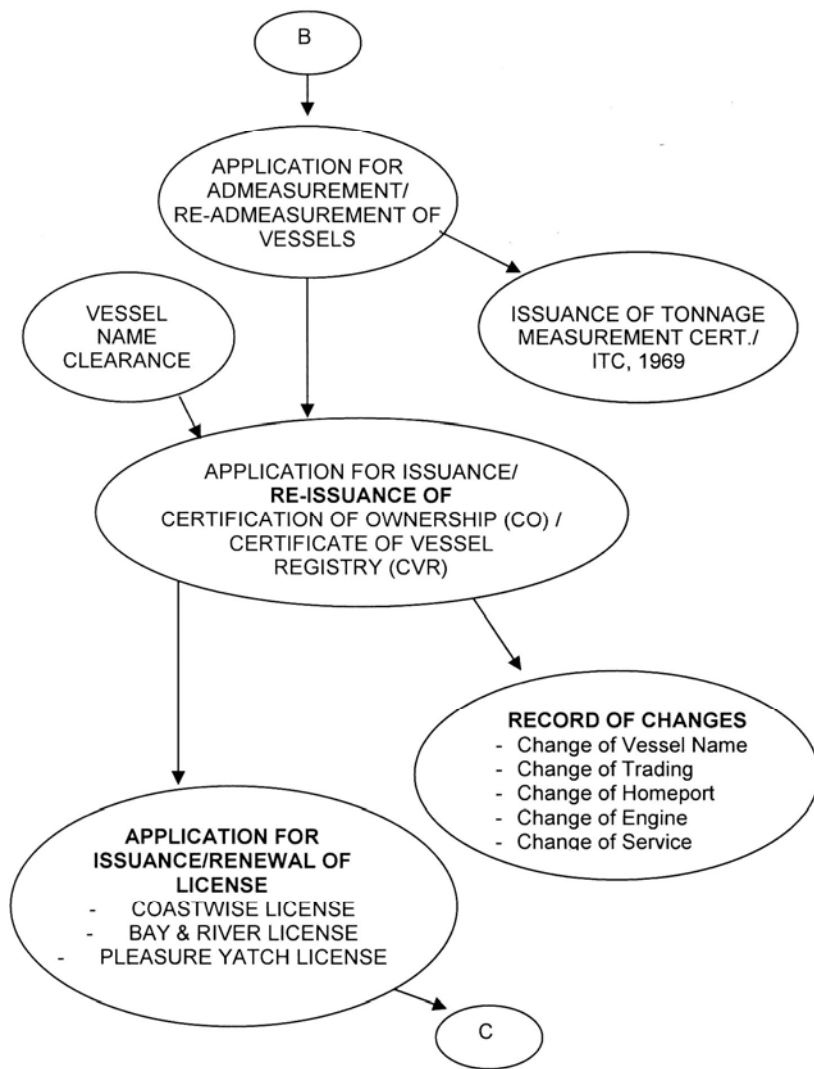 B
APPLICATION FOR
ADMEASUREMENT/
RE-ADMEASUREMENT OF
VESSELS
VESSEL
NAME
CLEARANCE
ISSUANCE OF TONNAGE
MEASUREMENT CERT./
ITC, 1969
APPLICATION FOR ISSUANCE/
RE-ISSUANCE OF
CERTIFICATION OF OWNERSHIP (CO) /
CERTIFICATE OF VESSEL
REGISTRY (CVR)
RECORD OF CHANGES
- Change of Vessel Name
- Change of Trading
- Change of Homeport
- Change of Engine
- Change of Service
APPLICATION FOR
ISSUANCE/RENEWAL OF
LICENSE
- COASTWISE LICENSE
- BAY & RIVER LICENSE
- PLEASURE YATCH LICENSE
C